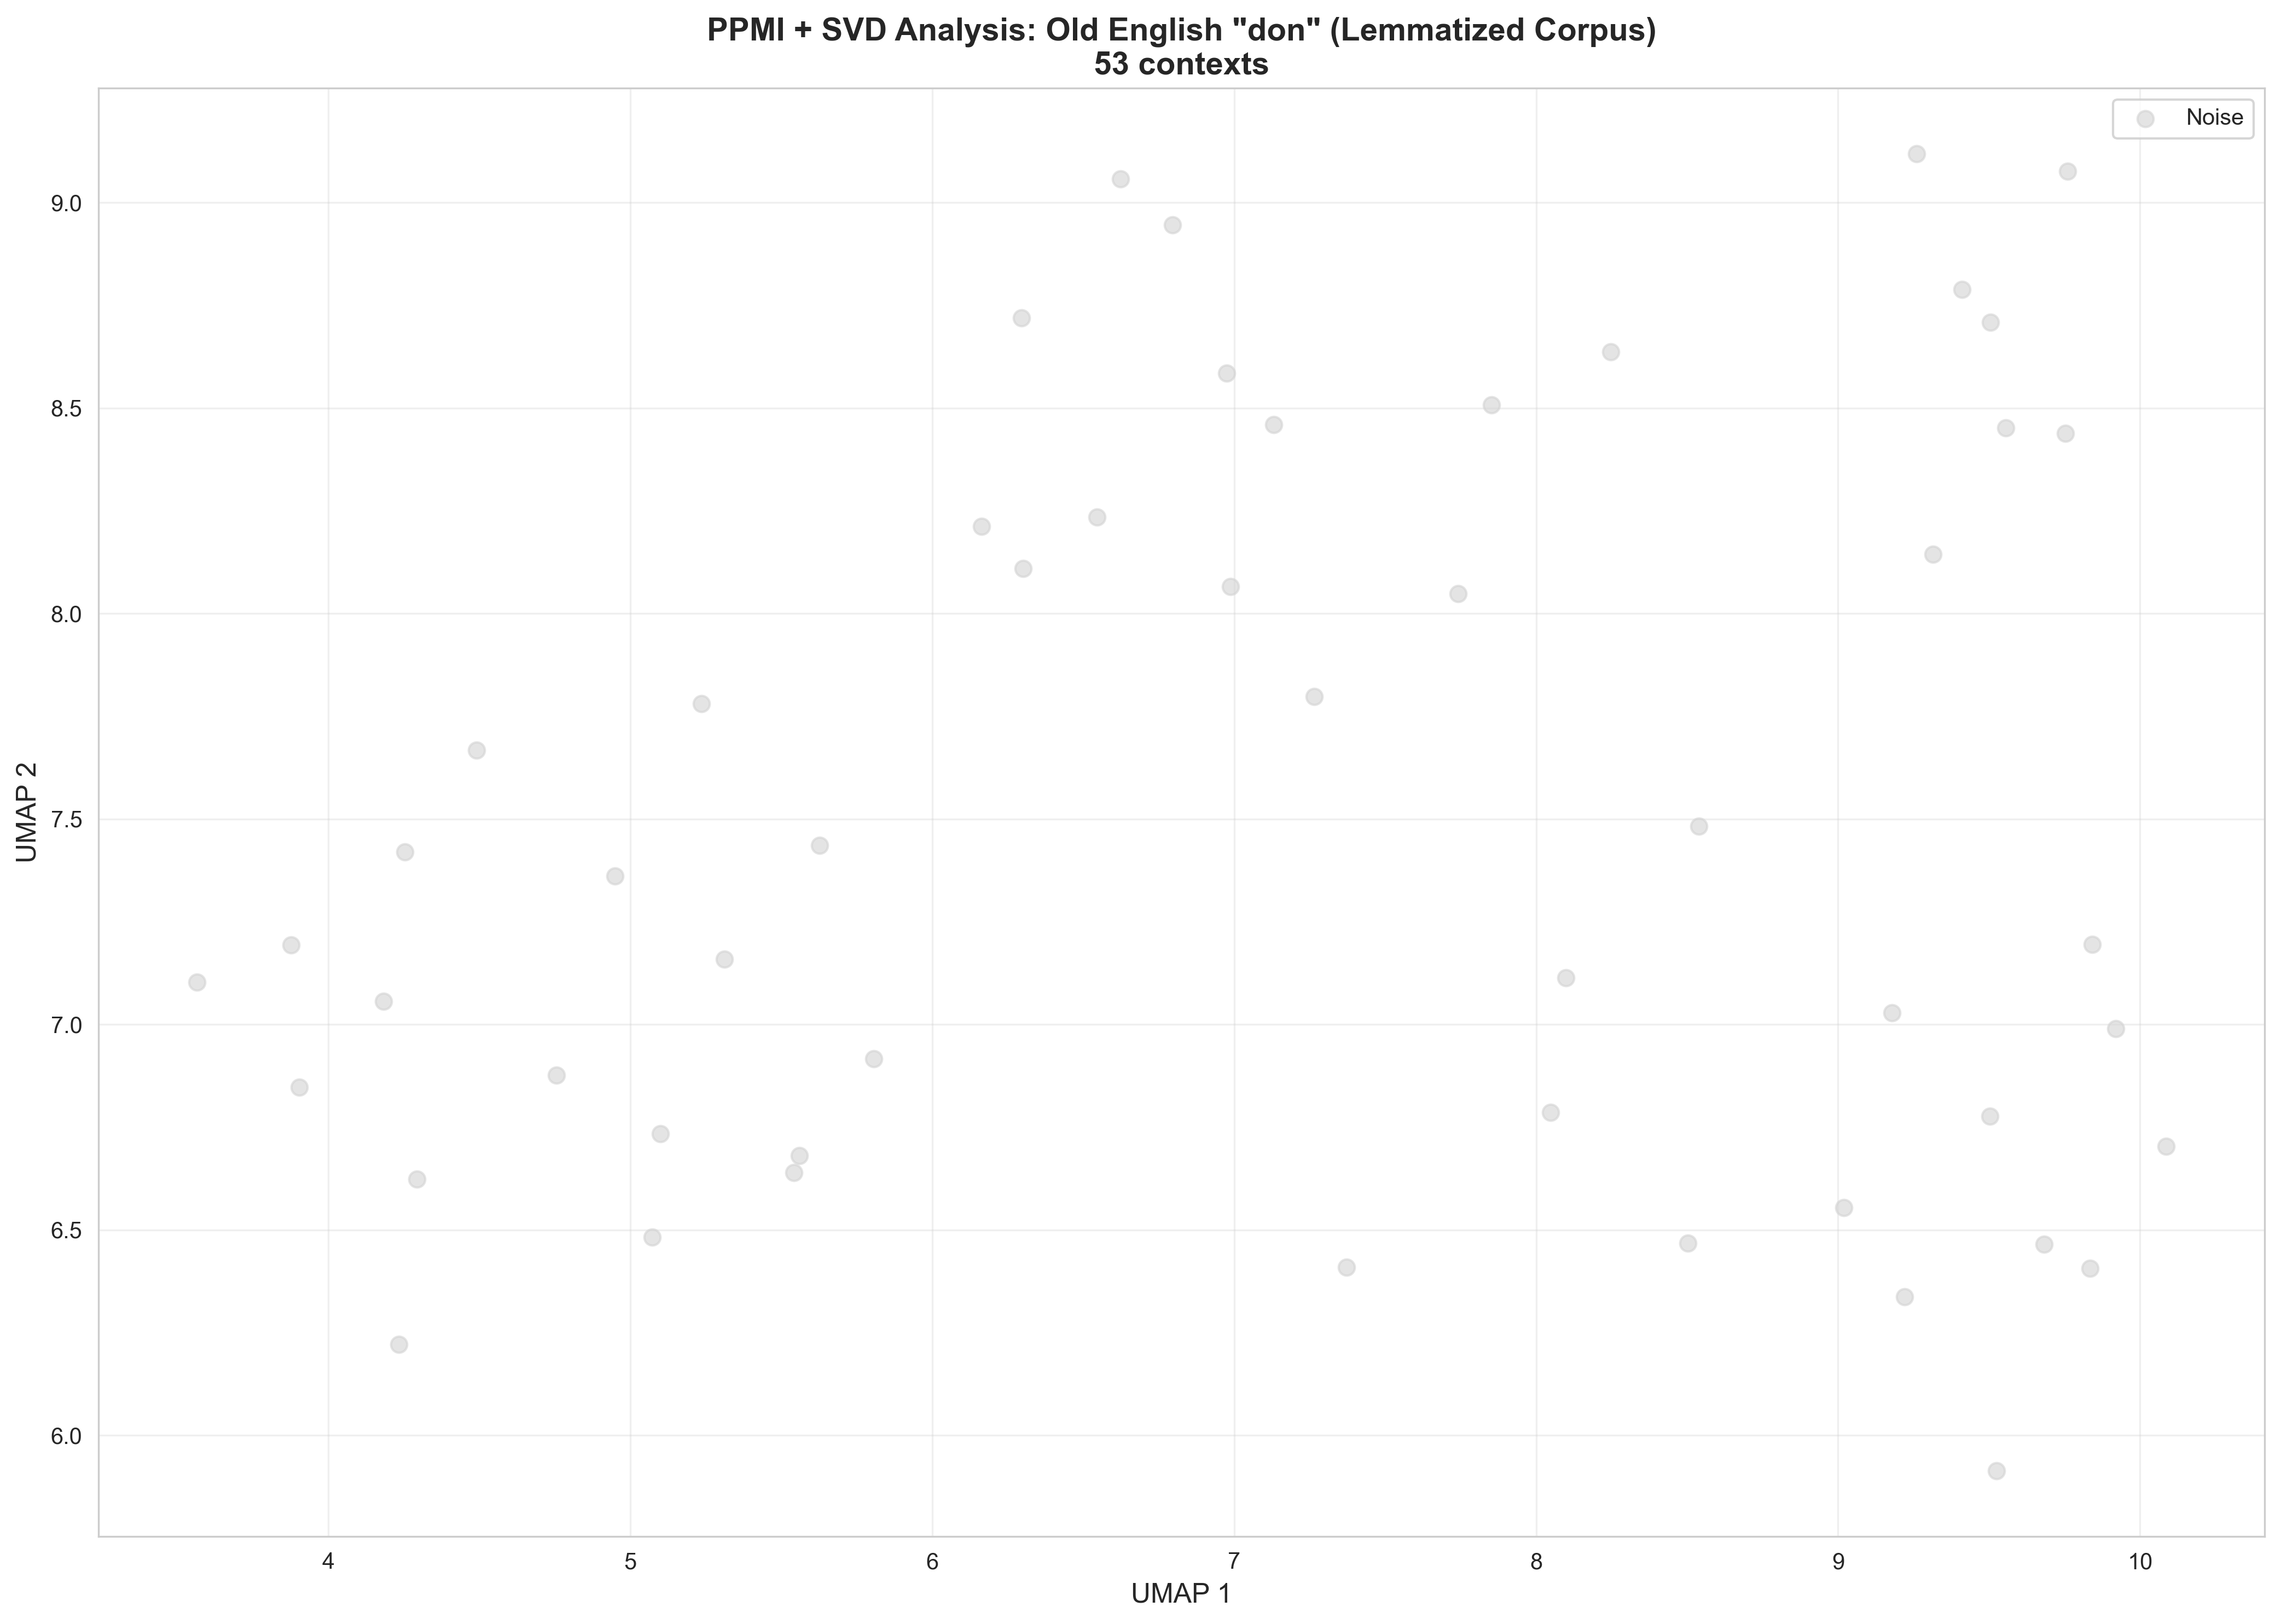 PPMI + SVD Analysis: Old English "don" (Lemmatized Corpus)
53 contexts
Noise
9.0
8.5
8.0
7.5
7.0
6.5
6.0
UMAP 2
4 5 6 7 8 9 10
UMAP 1